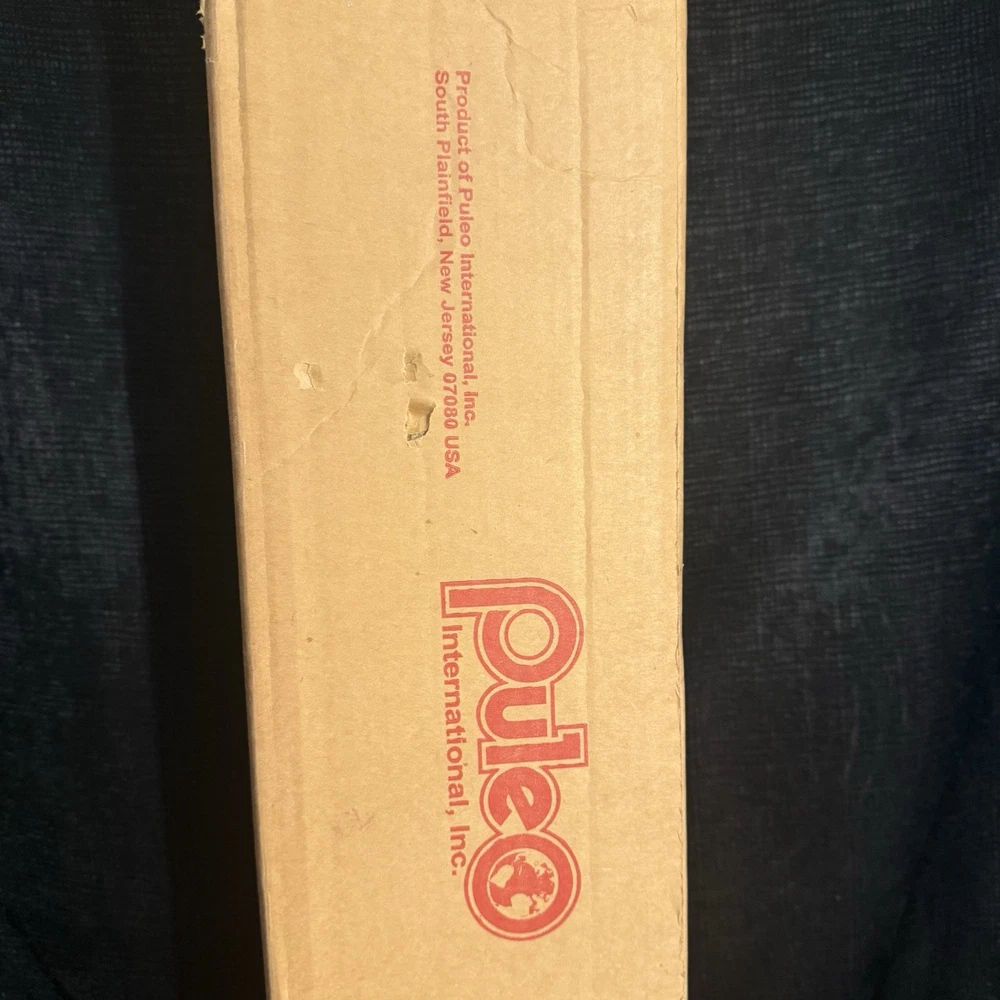 Product of Puleo International, Inc.
South Plainfield, New Jersey 07080 USA
puleo
International, Inc.